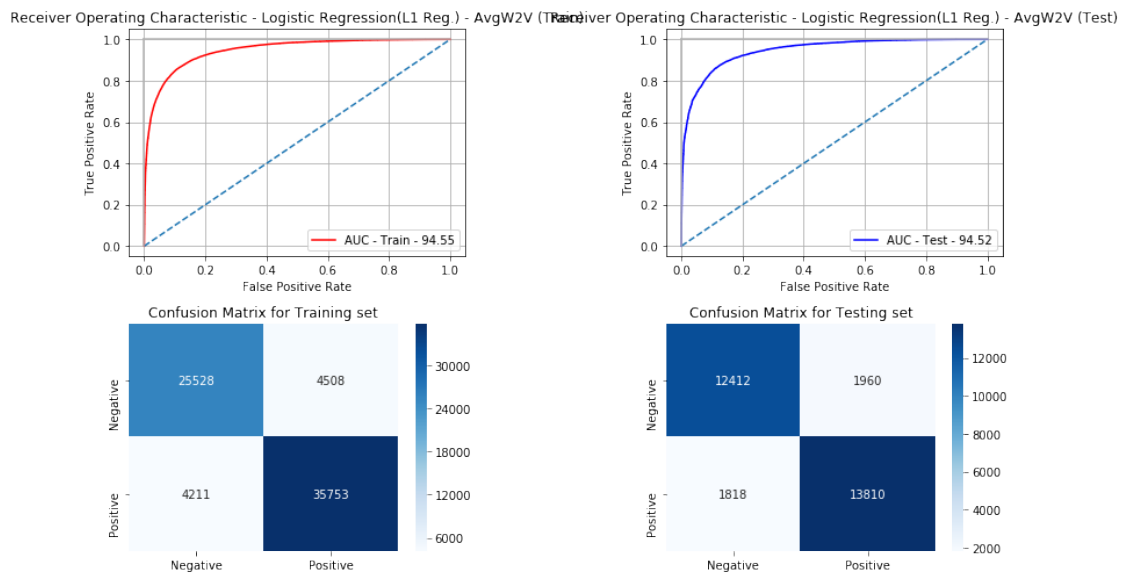 Receiver Operating Characteristic - Logistic Regression(L1 Reg.) - AvgW2V (Train)
1.0
0.8
0.6
0.4
0.2
0.0
True Positive Rate
AUC - Train - 94.55
0.0 0.2 0.4 0.6 0.8 1.0
False Positive Rate
Receiver Operating Characteristic - Logistic Regression(L1 Reg.) - AvgW2V (Test)
1.0
0.8
0.6
0.4
0.2
0.0
True Positive Rate
AUC - Test - 94.52
0.0 0.2 0.4 0.6 0.8 1.0
False Positive Rate
Confusion Matrix for Training set
Negative
25528 4508
Positive
4211 35753
Negative Positive
30000
24000
18000
12000
6000
Confusion Matrix for Testing set
Negative
12412 1960
Positive
1818 13810
Negative Positive
12000
10000
8000
6000
4000
2000